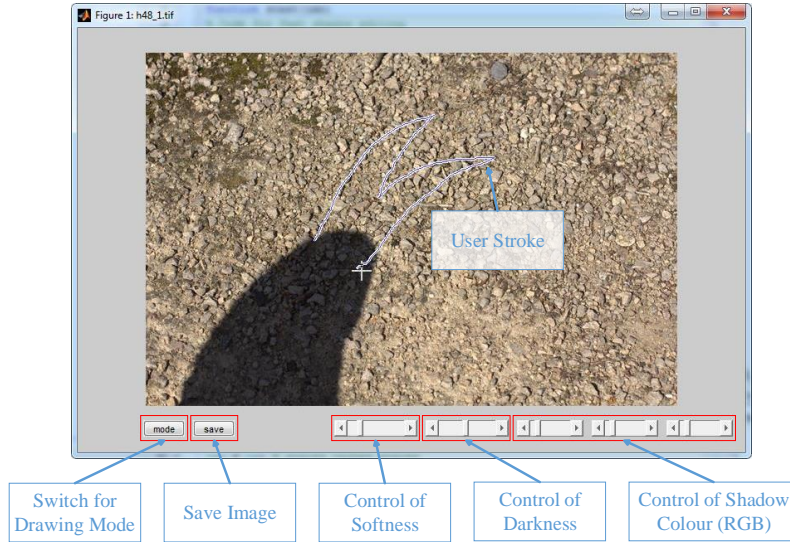 Figure 1: h48_1.tif
User Stroke
mode
save
Switch for
Drawing Mode
Save Image
Control of
Softness
Control of
Darkness
Control of Shadow
Colour (RGB)